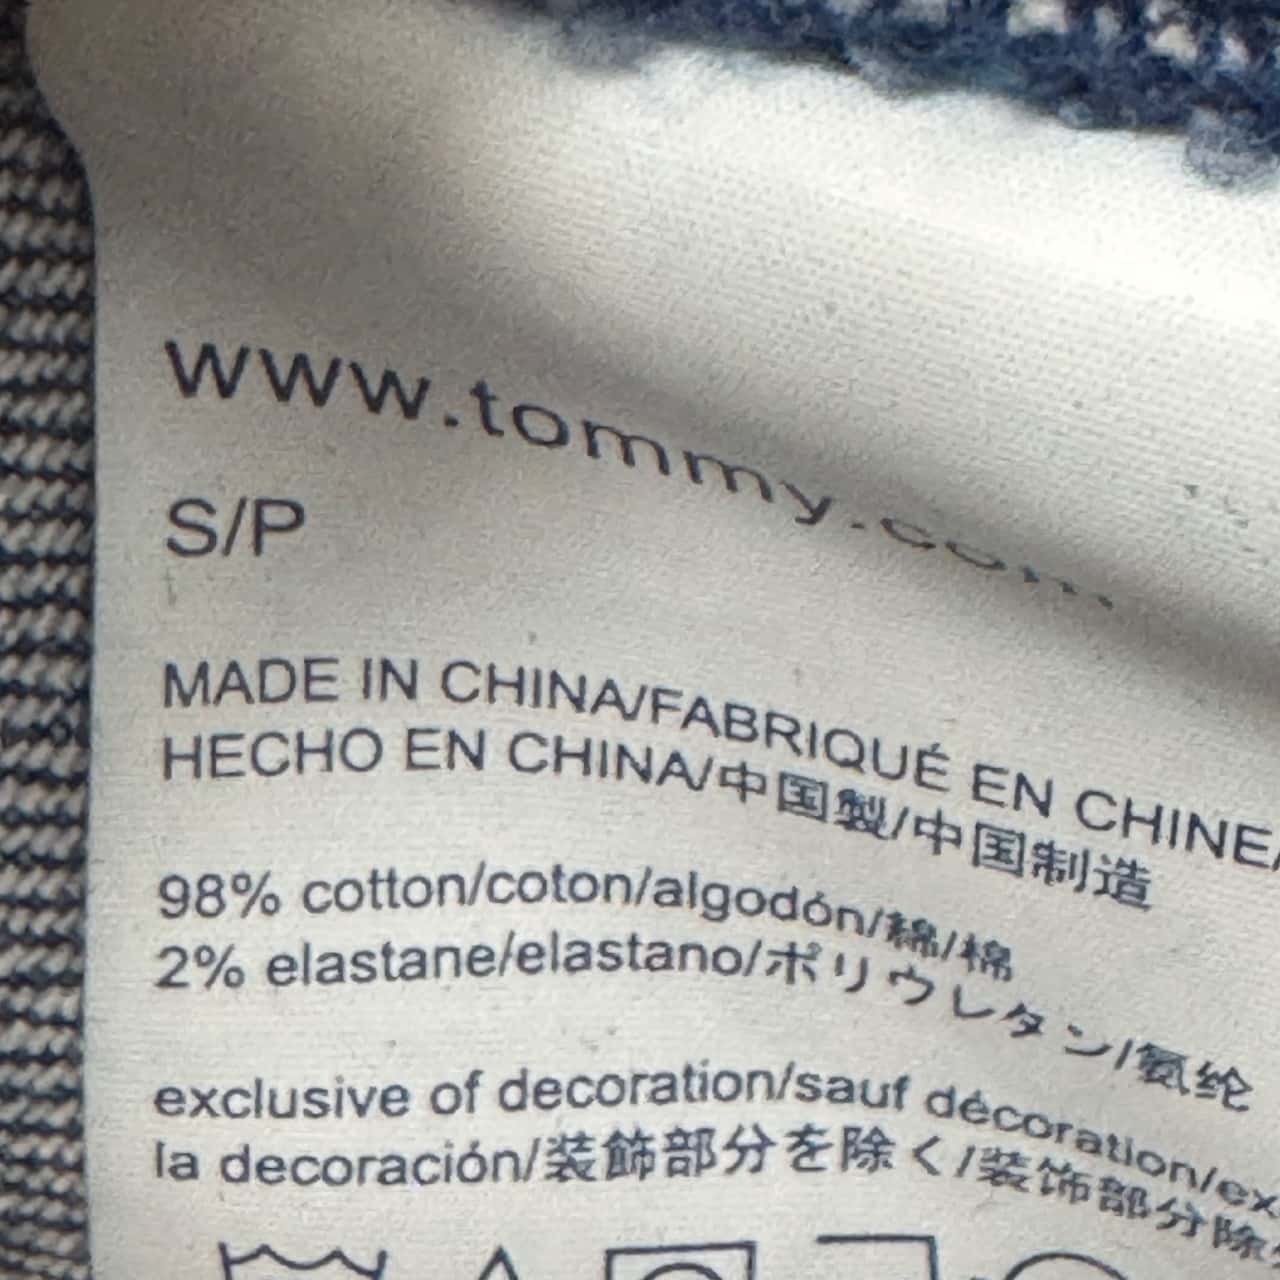 www.tommy.com
S/P
MADE IN CHINA/FABRIQUÉ EN CHINE/
HECHO EN CHINA/中国製/中国制造
98% cotton/coton/algodón/綿/棉
2% elastane/elastano/ポリウレタン/氨纶
exclusive of decoration/sauf décoration/ex
la decoración/装飾部分を除く/装饰部分除